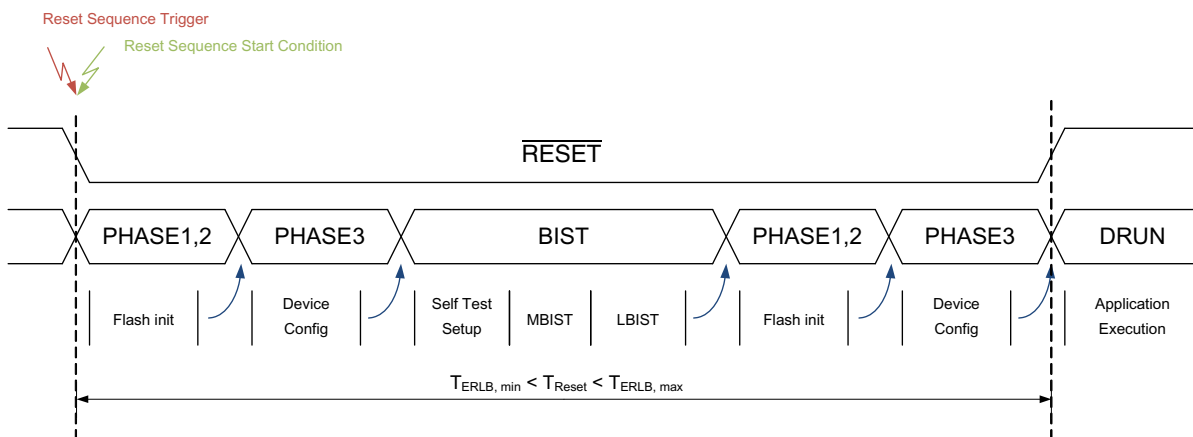 Reset Sequence Trigger
Reset Sequence Start Condition
RESET
PHASE1,2 PHASE3 BIST PHASE1,2 PHASE3 DRUN
Flash init
Device
Config
Self Test
Setup
MBIST
LBIST
Flash init
Device
Config
Application
Execution
TERLB, min < TReset < TERLB, max